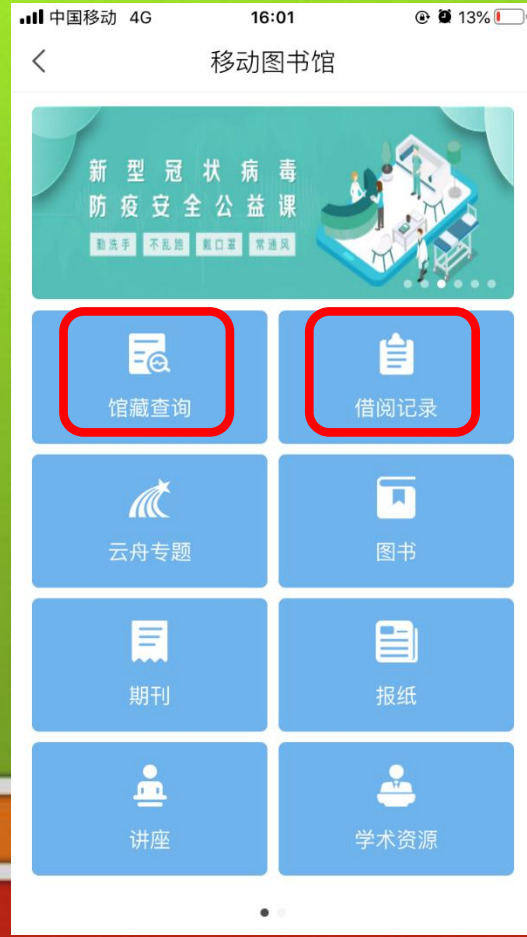 中国移动 4G 16:01 13%
移动图书馆
新型冠状病毒
防疫安全公益课
勤洗手 不乱跑 戴口罩 常通风
馆藏查询 借阅记录
云舟专题 图书
期刊 报纸
讲座 学术资源